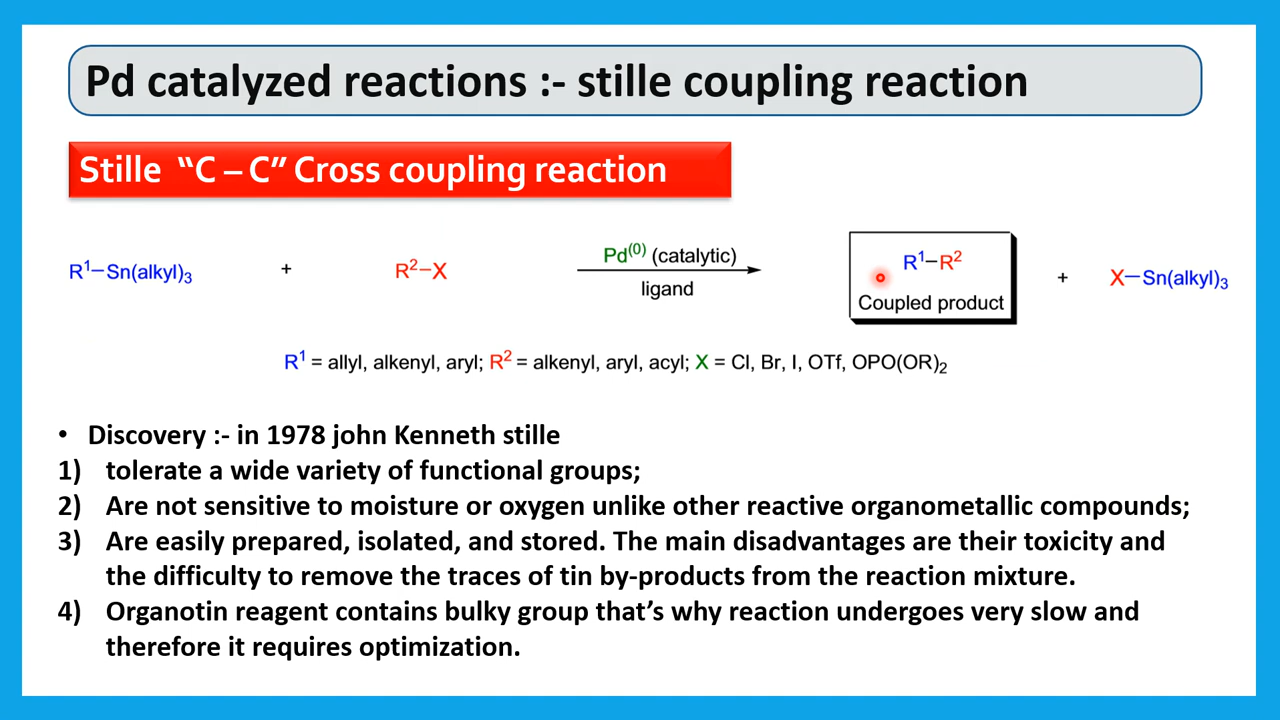 Pd catalyzed reactions :- stille coupling reaction
Stille “C – C” Cross coupling reaction
R¹–Sn(alkyl)₃ + R²–X Pd⁽⁰⁾ (catalytic) ligand R¹–R² Coupled product + X–Sn(alkyl)₃
R¹ = allyl, alkenyl, aryl; R² = alkenyl, aryl, acyl; X = Cl, Br, I, OTf, OPO(OR)₂
• Discovery :- in 1978 john Kenneth stille
1) tolerate a wide variety of functional groups;
2) Are not sensitive to moisture or oxygen unlike other reactive organometallic compounds;
3) Are easily prepared, isolated, and stored. The main disadvantages are their toxicity and
the difficulty to remove the traces of tin by-products from the reaction mixture.
4) Organotin reagent contains bulky group that’s why reaction undergoes very slow and
therefore it requires optimization.